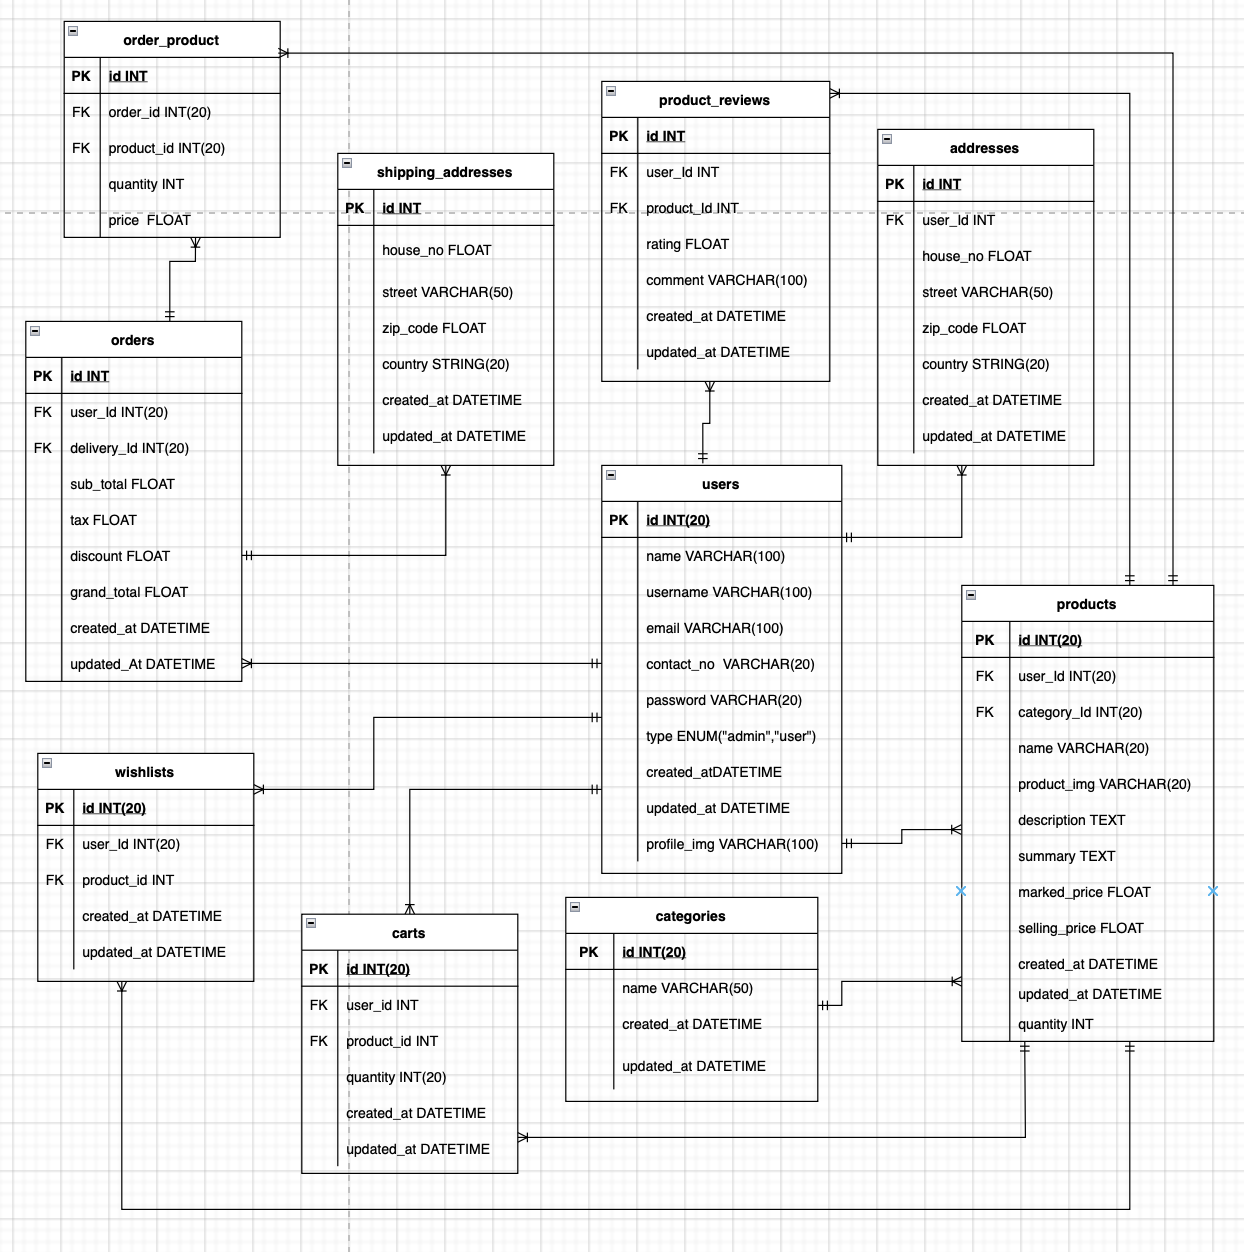 order_product
PK id INT
FK order_id INT(20)
FK product_id INT(20)
quantity INT
price FLOAT
product_reviews
PK id INT
FK user_Id INT
FK product_Id INT
rating FLOAT
comment VARCHAR(100)
created_at DATETIME
updated_at DATETIME
addresses
PK id INT
FK user_Id INT
house_no FLOAT
street VARCHAR(50)
zip_code FLOAT
country STRING(20)
created_at DATETIME
updated_at DATETIME
shipping_addresses
PK id INT
house_no FLOAT
street VARCHAR(50)
zip_code FLOAT
country STRING(20)
created_at DATETIME
updated_at DATETIME
orders
PK id INT
FK user_Id INT(20)
FK delivery_Id INT(20)
sub_total FLOAT
tax FLOAT
discount FLOAT
grand_total FLOAT
created_at DATETIME
updated_At DATETIME
users
PK id INT(20)
name VARCHAR(100)
username VARCHAR(100)
email VARCHAR(100)
contact_no VARCHAR(20)
password VARCHAR(20)
type ENUM("admin","user")
created_atDATETIME
updated_at DATETIME
profile_img VARCHAR(100)
products
PK id INT(20)
FK user_Id INT(20)
FK category_Id INT(20)
name VARCHAR(20)
product_img VARCHAR(20)
description TEXT
summary TEXT
marked_price FLOAT
selling_price FLOAT
created_at DATETIME
updated_at DATETIME
quantity INT
wishlists
PK id INT(20)
FK user_Id INT(20)
FK product_id INT
created_at DATETIME
updated_at DATETIME
carts
PK id INT(20)
FK user_id INT
FK product_id INT
quantity INT(20)
created_at DATETIME
updated_at DATETIME
categories
PK id INT(20)
name VARCHAR(50)
created_at DATETIME
updated_at DATETIME